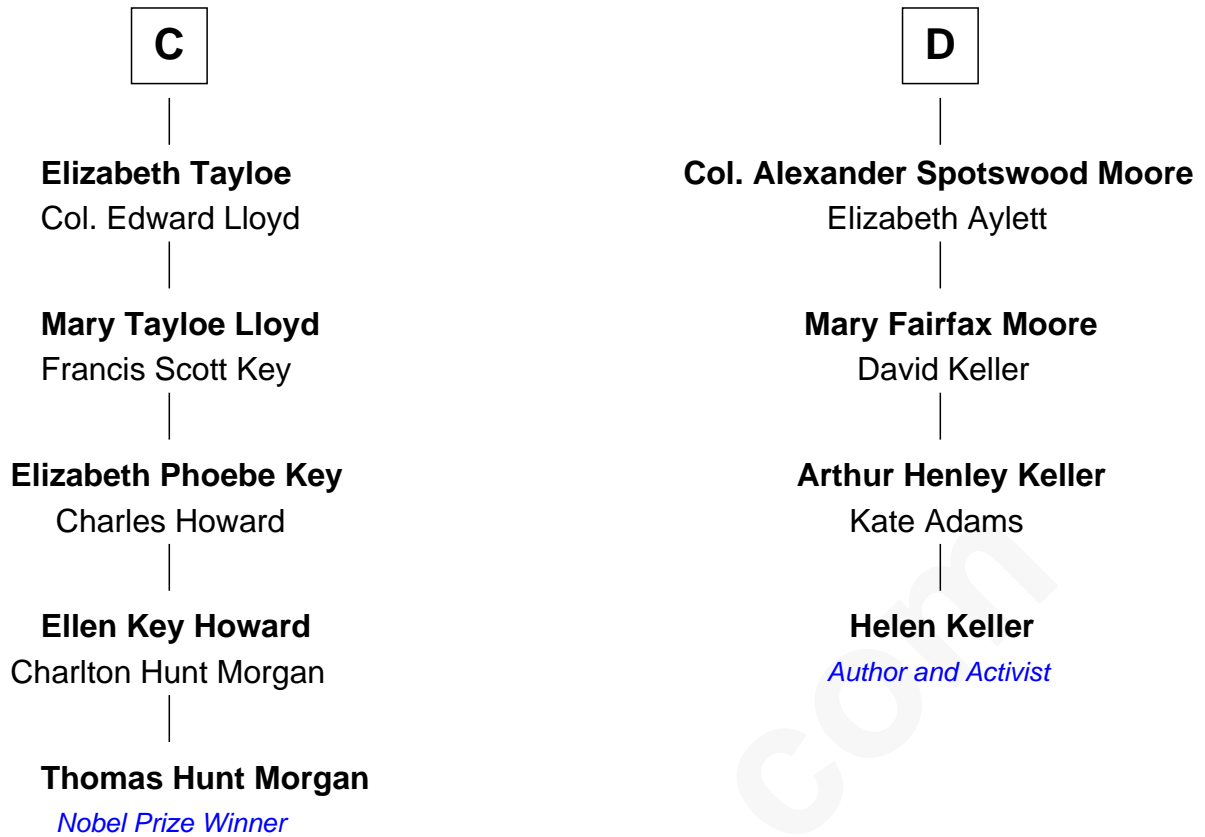 C
Elizabeth Tayloe
Col. Edward Lloyd
Mary Tayloe Lloyd
Francis Scott Key
Elizabeth Phoebe Key
Charles Howard
Ellen Key Howard
Charlton Hunt Morgan
Thomas Hunt Morgan
Nobel Prize Winner
D
Col. Alexander Spotswood Moore
Elizabeth Aylett
Mary Fairfax Moore
David Keller
Arthur Henley Keller
Kate Adams
Helen Keller
Author and Activist
com